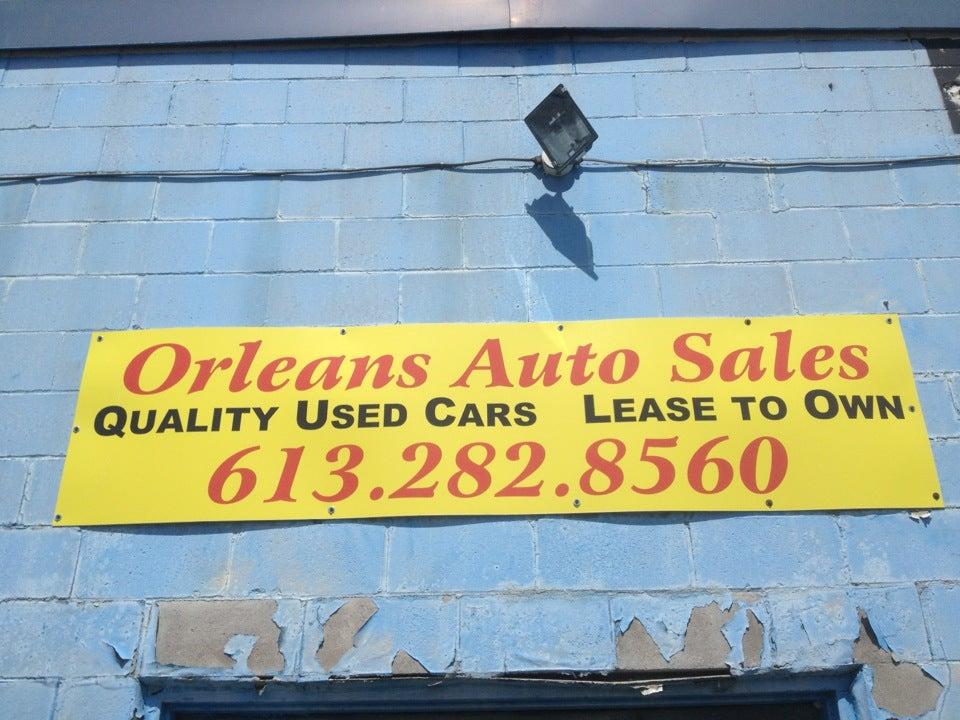 Orleans Auto Sales
QUALITY USED CARS LEASE TO OWN
613.282.8560